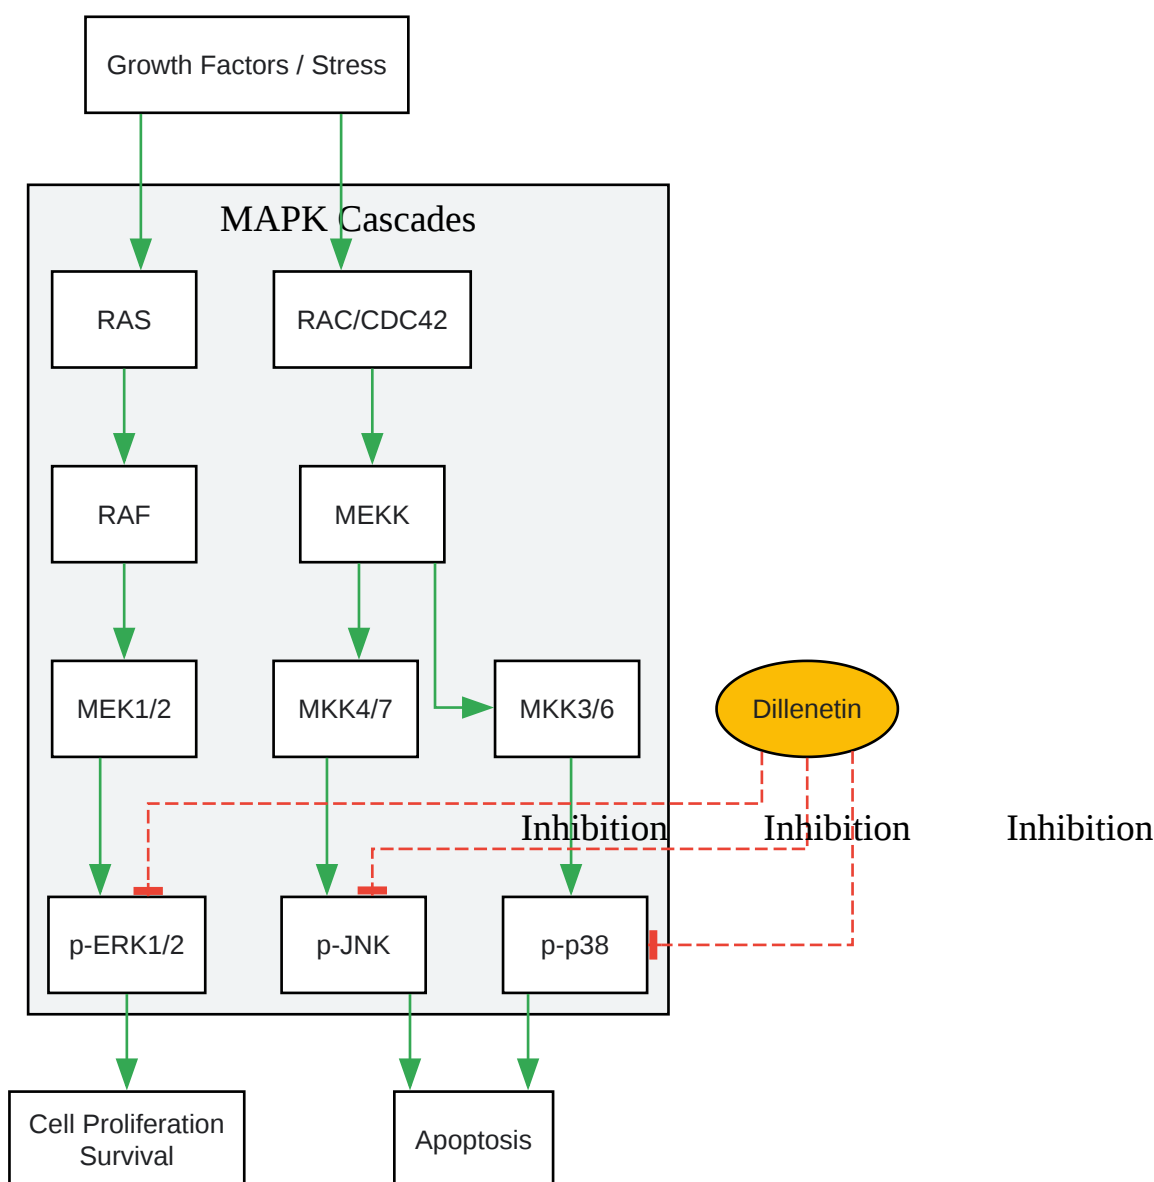 Growth Factors / Stress
MAPK Cascades
RAS
RAC/CDC42
RAF
MEKK
MEK1/2
MKK4/7
MKK3/6
Dillenetin
Inhibition
Inhibition
Inhibition
p-ERK1/2
p-JNK
p-p38
Cell Proliferation
Survival
Apoptosis